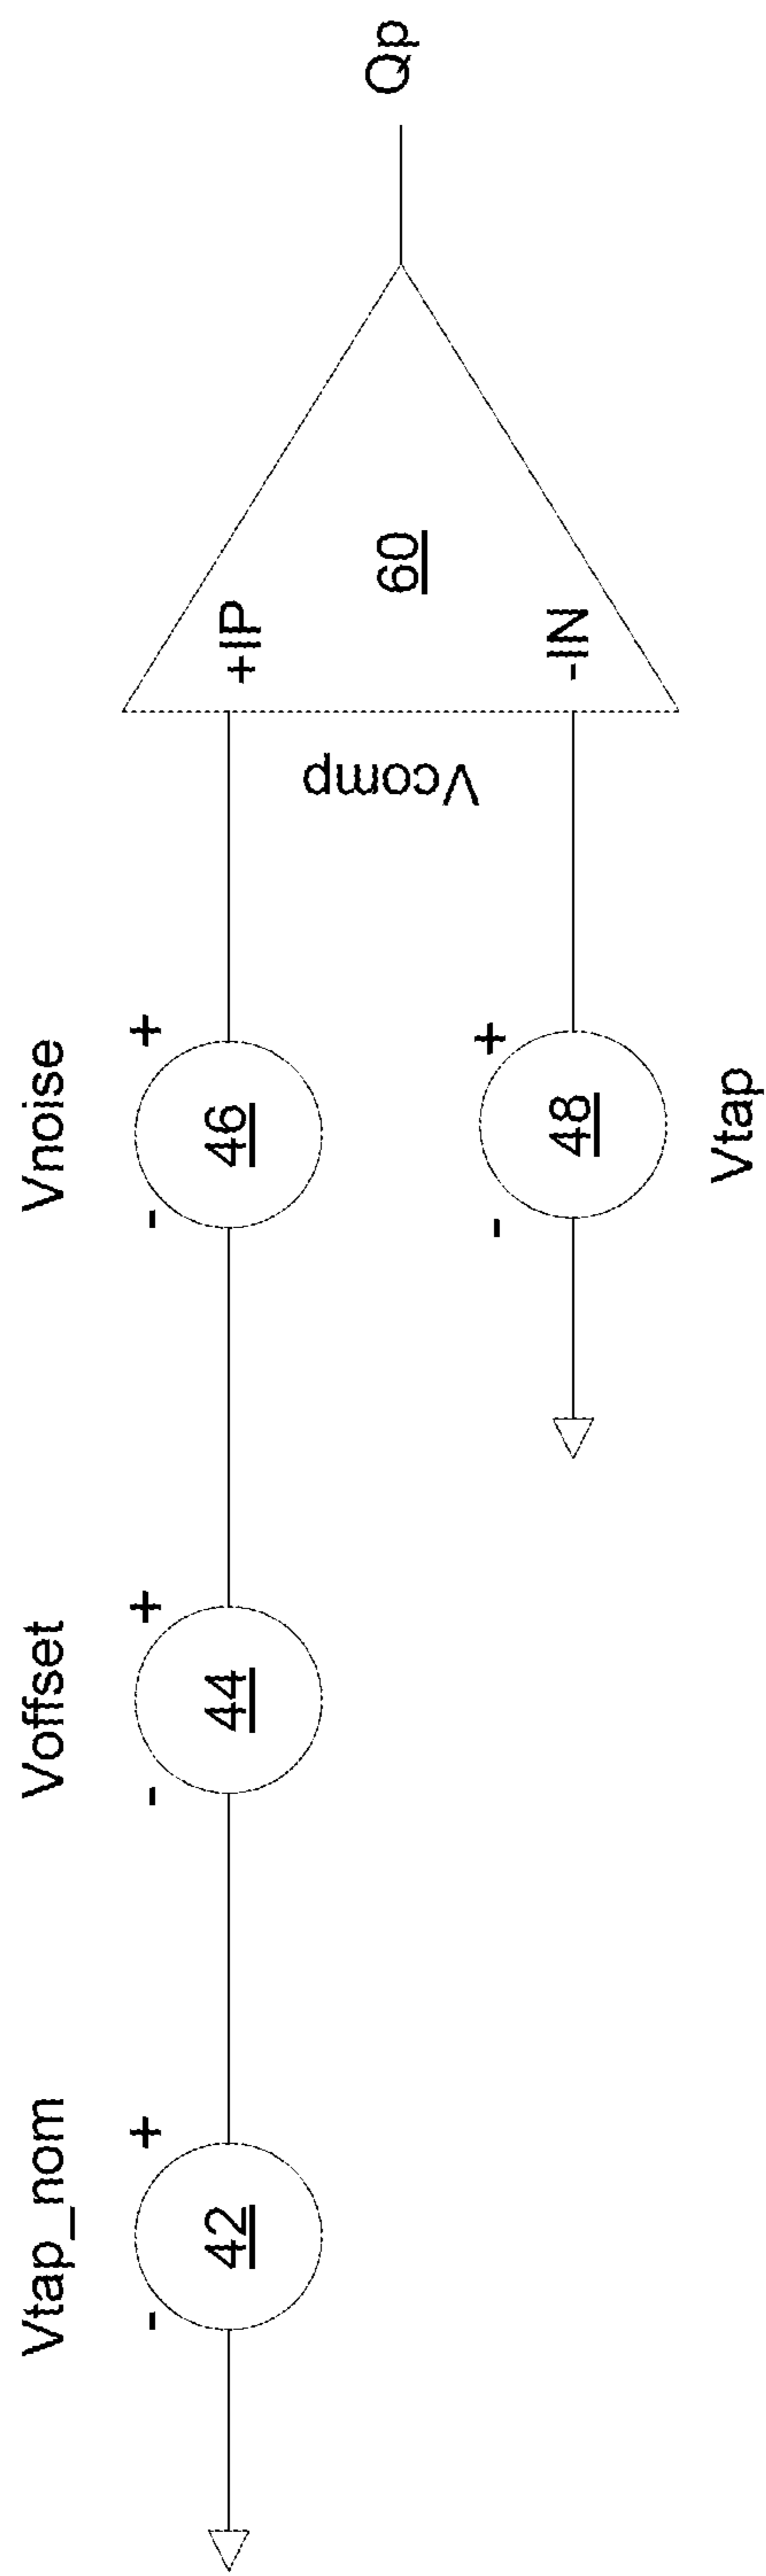 Vtap_nom
-
+
42
Voffset
-
+
44
Vnoise
-
+
46
-
+
48
Vtap
Vcomp
+IP
-IN
60
Qp